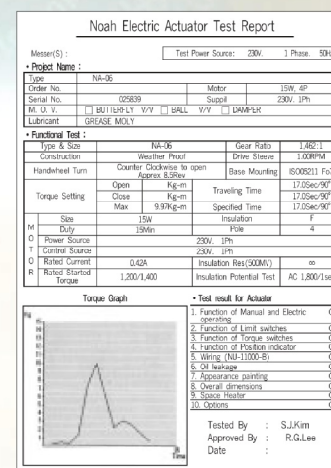 Noah Electric Actuator Test Report
Messer(S) : Test Power Source: 230V. 1 Phase. 50H
• Project Name :
Type NA-06
Order No. Motor 15W, 4P
Serial No. 025839 Suppil 230V. 1Ph
M. O. V. BUTTERFLY V/V BALL V/V DAMPER
Lubricant GREASE MOLY
• Functional Test :
Type & Size NA-06 Gear Ratio 1,462:1
Construction Weather Proof Drive Sleeve 1.00RPM
Handwheel Turn Counter Clockwise to open Approx 8.5Rev Base Mounting ISO05211 Fo7
Torque Setting Open Kg-m Traveling Time 17.0Sec/90°
Close Kg-m 17.0Sec/90°
Max 9.97Kg-m Specified Time 17.0Sec/90°
MOTOR
Size 15W Insulation F
Duty 15Min Pole 4
Power Source 230V. 1Ph
Control Source 230V. 1Ph
Rated Current 0.42A Insulation Res(500MV) ∞
Rated Started Torque 1,200/1,400 Insulation Potential Test AC 1,800/1se
Torque Graph
Time
• Test result for Actuator
1. Function of Manual and Electric operating
2. Function of Limit switches
3. Function of Torque switches
4. Function of Position indicator
5. Wiring (NU-11000-B)
6. Oil leakage
7. Appearance painting
8. Overall dimensions
9. Space Heater
10. Options
Tested By : S.J.Kim
Approved By : R.G.Lee
Date :